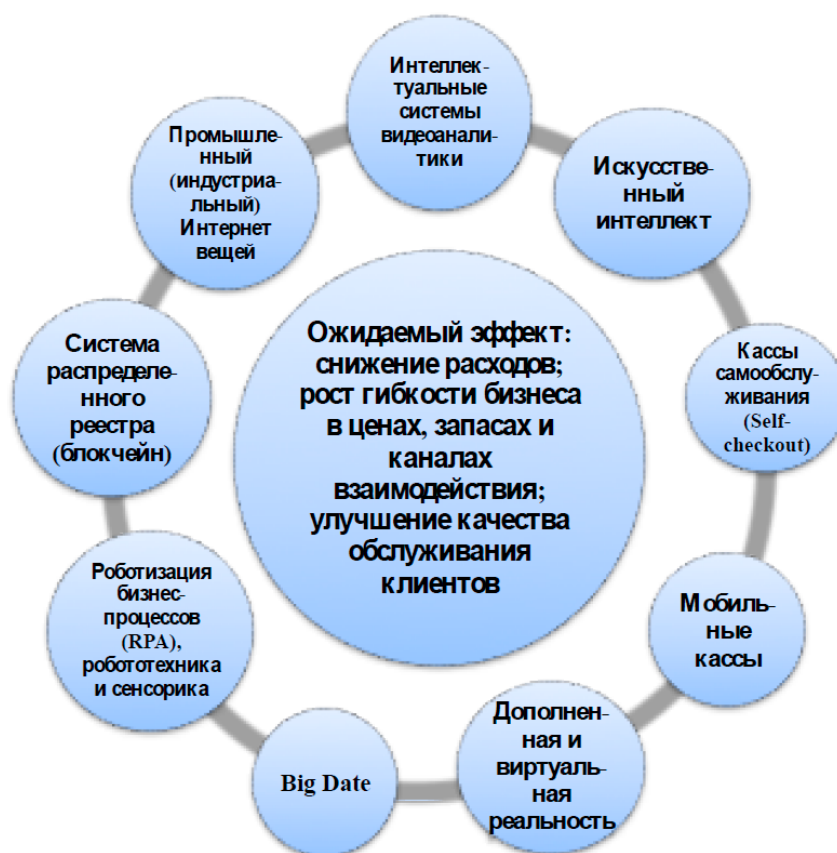 Интеллек-
туальные
системы
видеоанали-
тики
Искусстве-
нный
интеллект
Кассы
самообслу-
живания
(Self-
checkout)
Мобиль-
ные
кассы
Дополнен-
ная и
виртуаль-
ная
реальность
Big Date
Роботизация
бизнес-
процессов
(RPA),
робототехника
и сенсорика
Система
распределе-
нного
реестра
(блокчейн)
Промышле-
нный
(индустриа-
льный)
Интернет
вещей
Ожидаемый эффект:
снижение расходов;
рост гибкости бизнеса
в ценах, запасах и
каналах
взаимодействия;
улучшение качества
обслуживания
клиентов